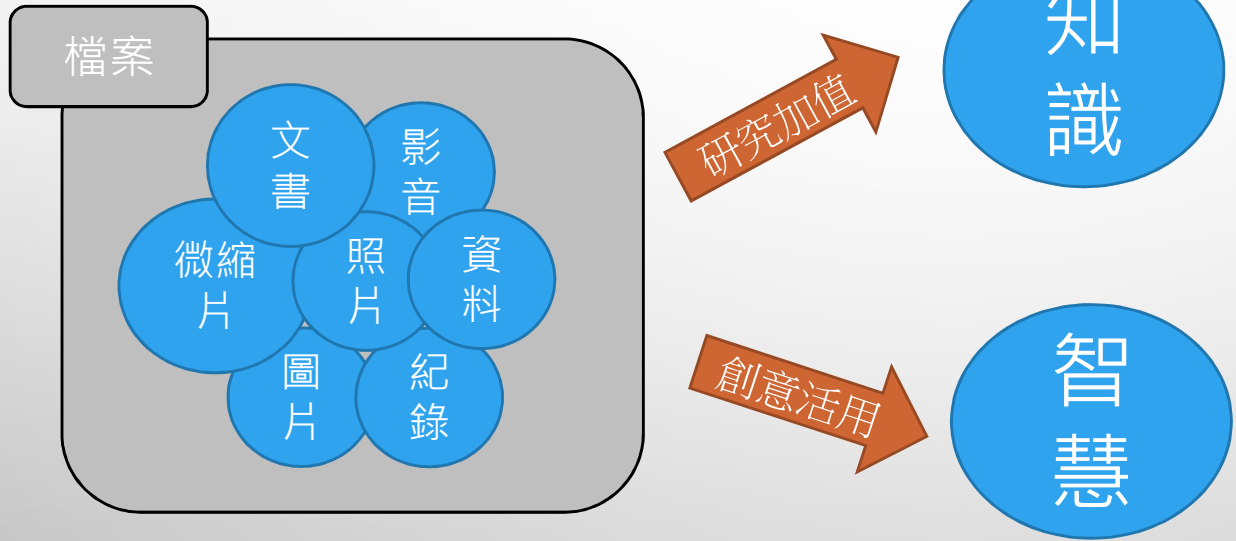 檔案
文
書
影
音
微縮
片
照
片
資
料
圖
片
紀
錄
研究加值
知
識
創意活用
智
慧